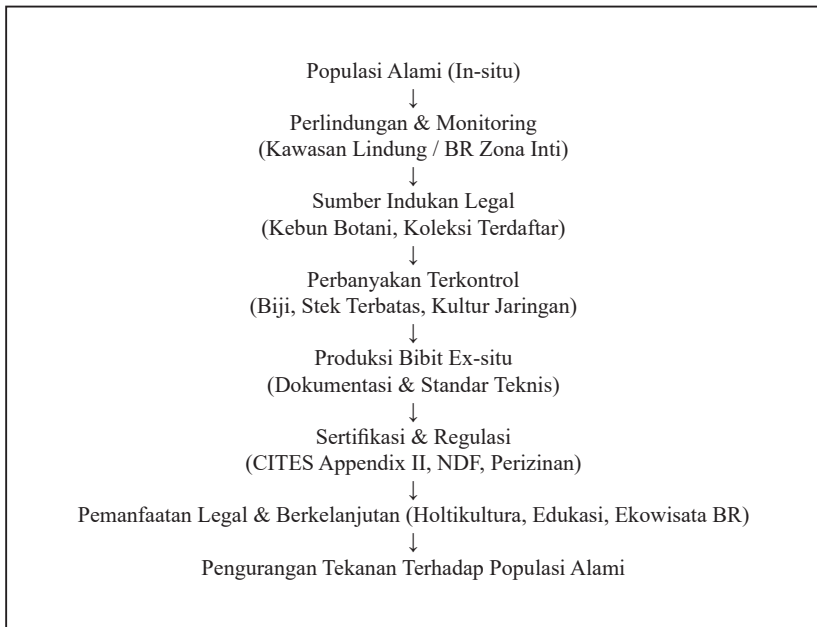 Populasi Alami (In-situ)
↓
Perlindungan & Monitoring
(Kawasan Lindung / BR Zona Inti)
↓
Sumber Indukan Legal
(Kebun Botani, Koleksi Terdaftar)
↓
Perbanyakan Terkontrol
(Biji, Stek Terbatas, Kultur Jaringan)
↓
Produksi Bibit Ex-situ
(Dokumentasi & Standar Teknis)
↓
Sertifikasi & Regulasi
(CITES Appendix II, NDF, Perizinan)
↓
Pemanfaatan Legal & Berkelanjutan (Holtikultura, Edukasi, Ekowisata BR)
↓
Pengurangan Tekanan Terhadap Populasi Alami